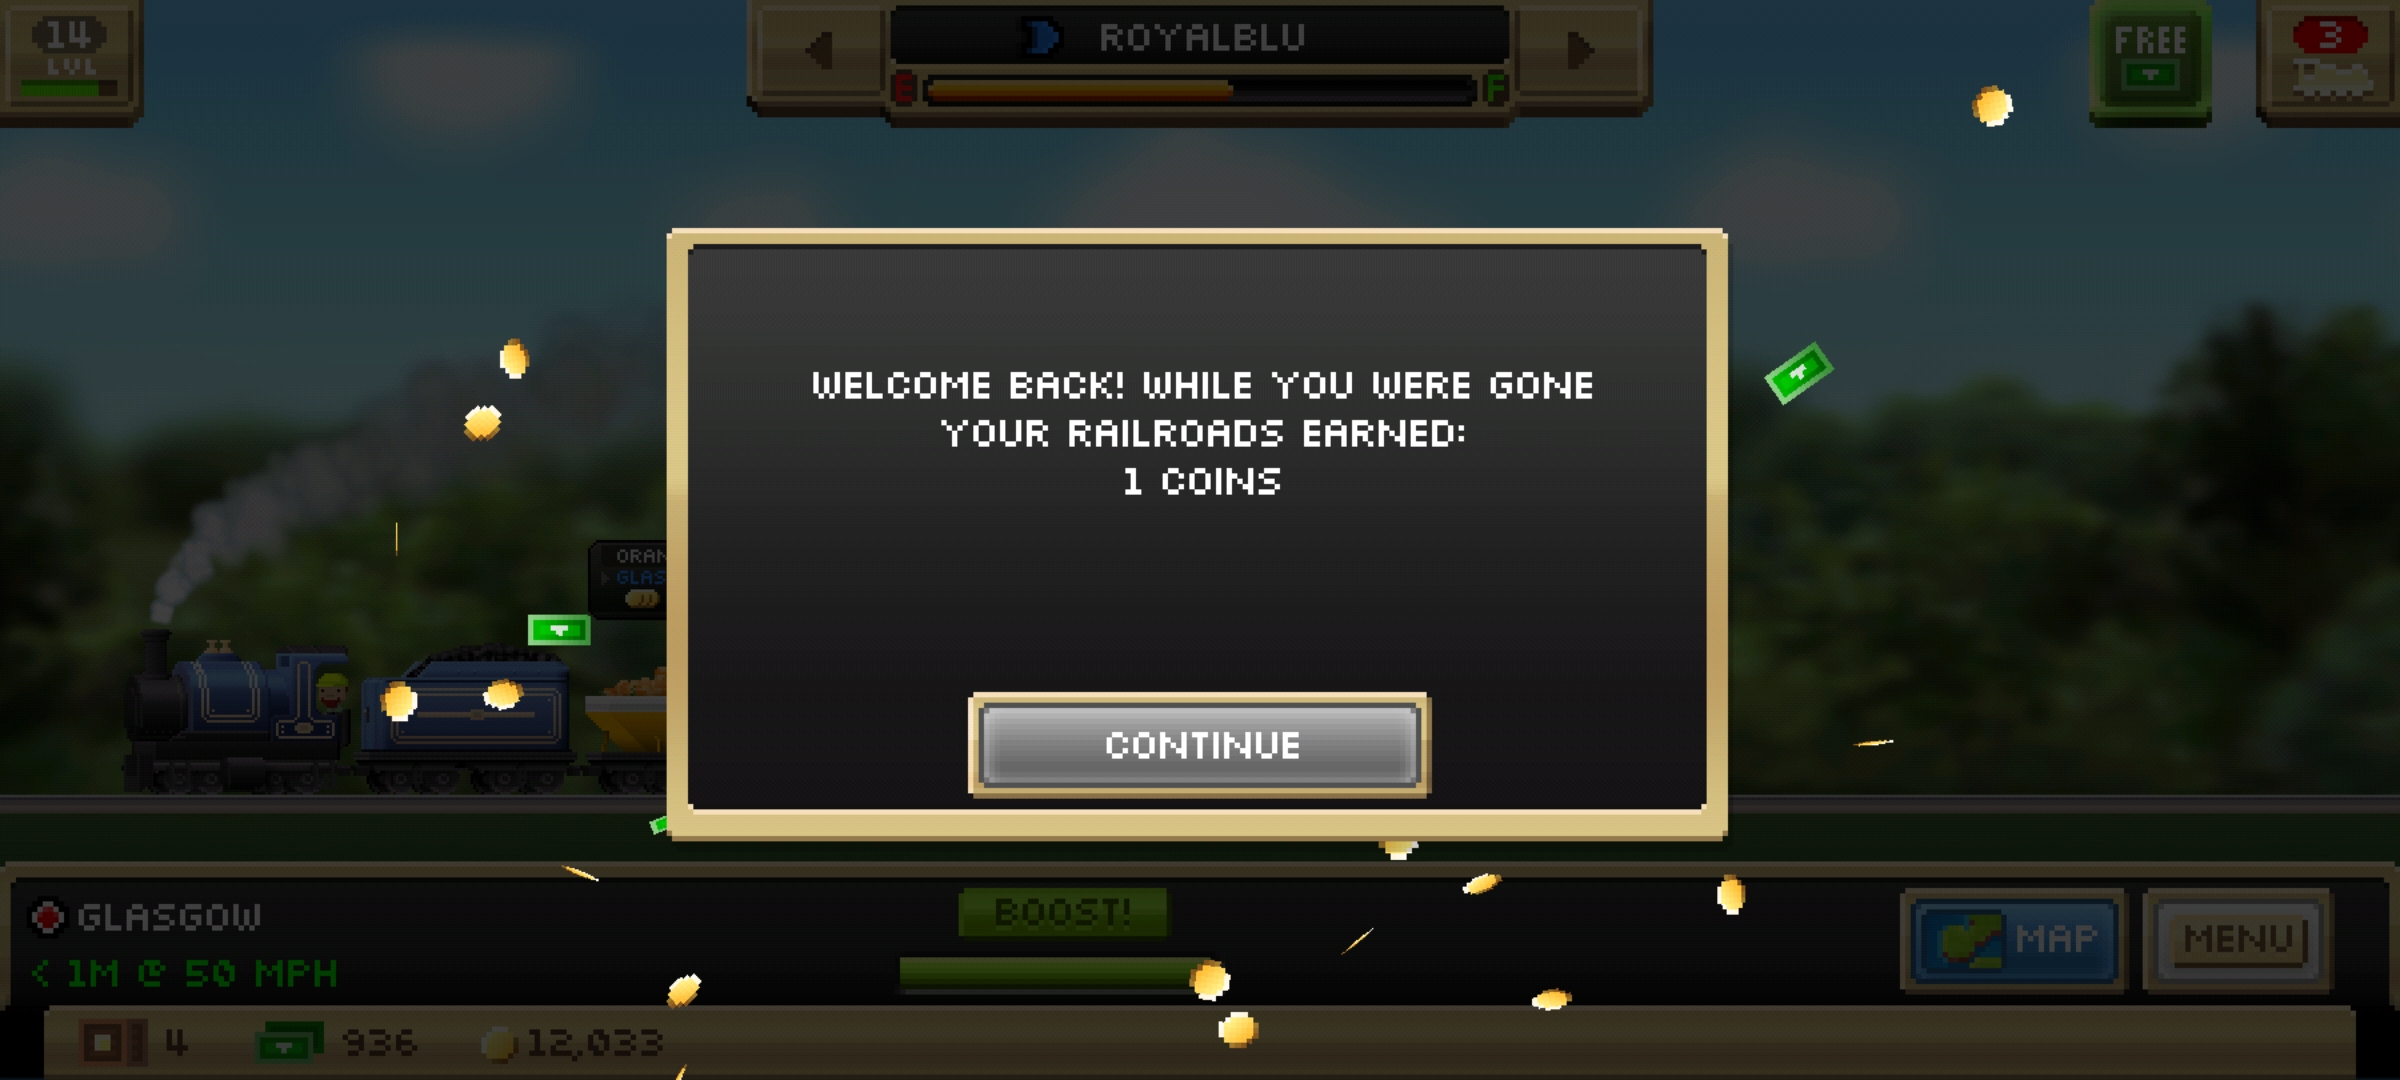 14
LVL
ROYALBLU
E
F
FREE
3
WELCOME BACK! WHILE YOU WERE GONE
YOUR RAILROADS EARNED:
1 COINS
CONTINUE
GLASGOW
< 1M @ 50 MPH
BOOST!
MAP
MENU
4
936
12,033